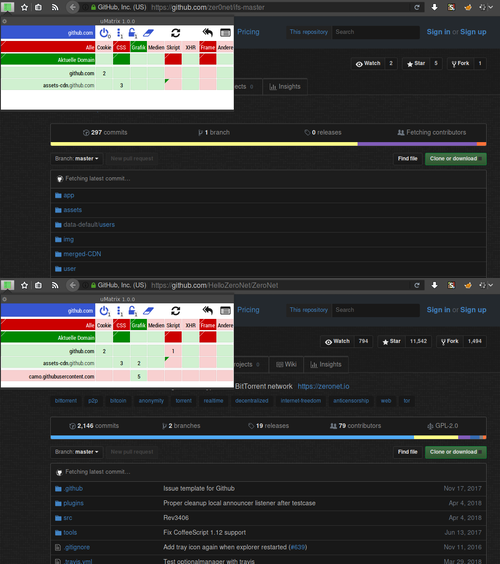 GitHub, Inc. (US) https://github.com/zer0net/ifs-master
uMatrix 1.0.0
github.com
Alle Cookie CSS Grafik Medien Skript XHR Frame Andere
Aktuelle Domain
github.com 2
assets-cdn.github.com 3
Pricing This repository Search Sign in or Sign up
Watch 2 Star 5 Fork 1
Insights
297 commits 1 branch 0 releases Fetching contributors
Branch: master New pull request Find file Clone or download
Fetching latest commit…
app
assets
data-default/users
img
merged-CDN
user
GitHub, Inc. (US) https://github.com/HelloZeroNet/ZeroNet
uMatrix 1.0.0
github.com
Alle Cookie CSS Grafik Medien Skript XHR Frame Andere
Aktuelle Domain
github.com 2 1
assets-cdn.github.com 3 2
camo.githubusercontent.com 5
Pricing This repository Search Sign in or Sign up
Watch 794 Star 11,542 Fork 1,494
Wiki Insights
BitTorrent network https://zeronet.io
bittorrent p2p bitcoin anonymity torrent realtime decentralized internet-freedom anticensorship web tor
2,146 commits 2 branches 19 releases 79 contributors GPL-2.0
Branch: master New pull request Find file Clone or download
Fetching latest commit…
.github Issue template for Github Nov 17, 2017
plugins Proper cleanup local announcer listener after testcase Apr 4, 2018
src Rev3406 Apr 4, 2018
tools Fix CoffeeScript 1.12 support Jun 13, 2017
.gitignore Add tray icon again when explorer restarted (#639) Nov 11, 2016
.travis.yml Test optionalmanager with travis Mar 29, 2018